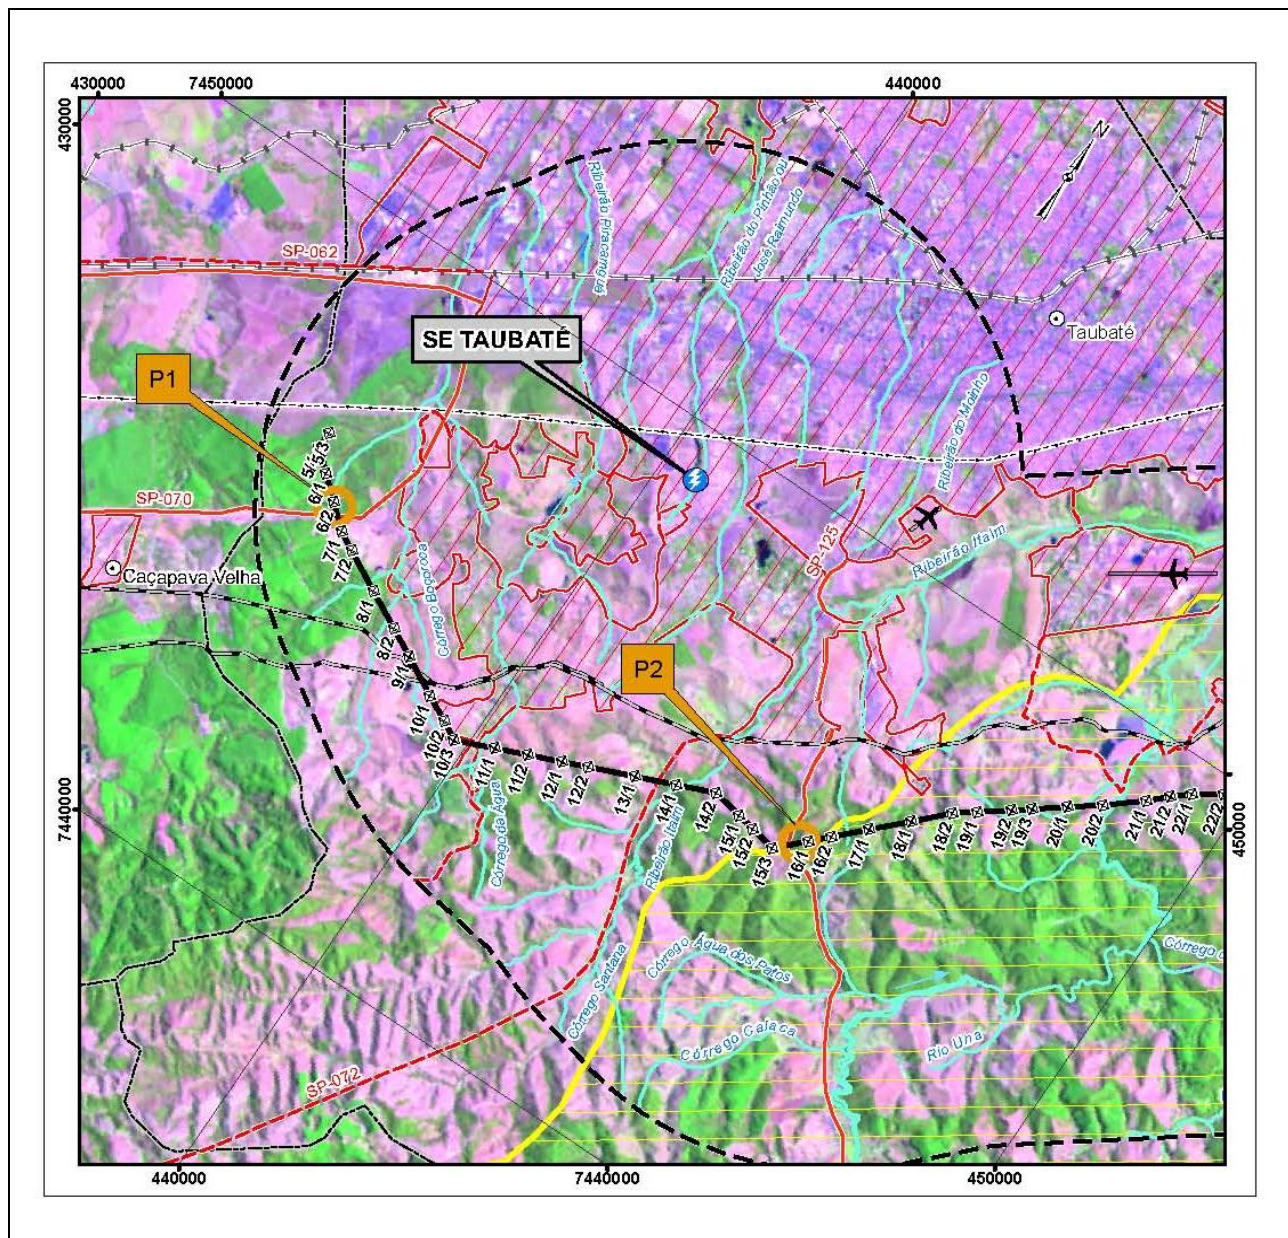 430000
7450000
440000
430000
N
Ribeirão Piracanguá
Ribeirão do Pinhão ou
José Raimundo
SP-062
SE TAUBATÉ
Taubaté
P1
Ribeirão do Moinho
5/3
6/1
6/2
7/1
7/2
8/1
8/2
9/1
10/1
10/2
10/3
SP-070
SP-125
Ribeirão Itaim
Caçapava Velha
Córrego Boçoroca
P2
11/1
11/2
12/1
12/2
13/1
14/1
14/2
15/1
15/2
15/3
16/1
16/2
17/1
18/1
18/2
19/1
19/2
19/3
20/1
20/2
21/1
21/2
22/1
22/2
7440000
450000
Córrego da Água
Ribeirão Itaim
Córrego Santana
Córrego Água dos Patos
Córrego Caiaca
Rio Una
Córrego
SP-072
440000
7440000
450000